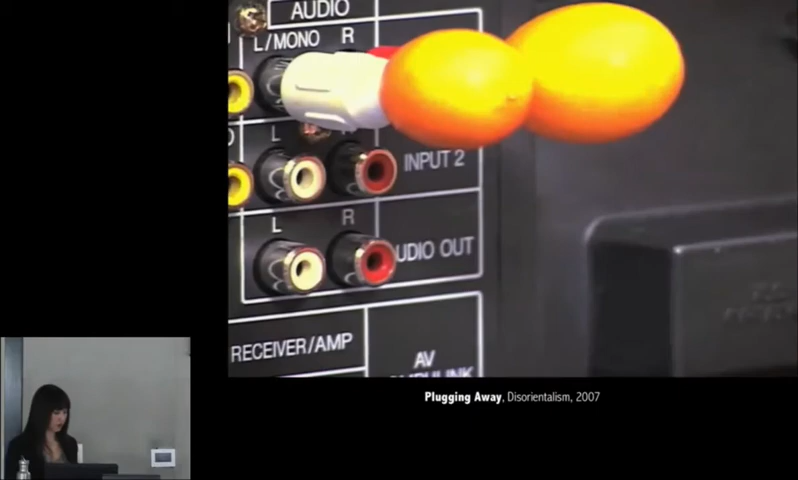 AUDIO
L/MONO R
L
INPUT 2
L R
UDIO OUT
RECEIVER/AMP
AV
Plugging Away, Disorientalism, 2007